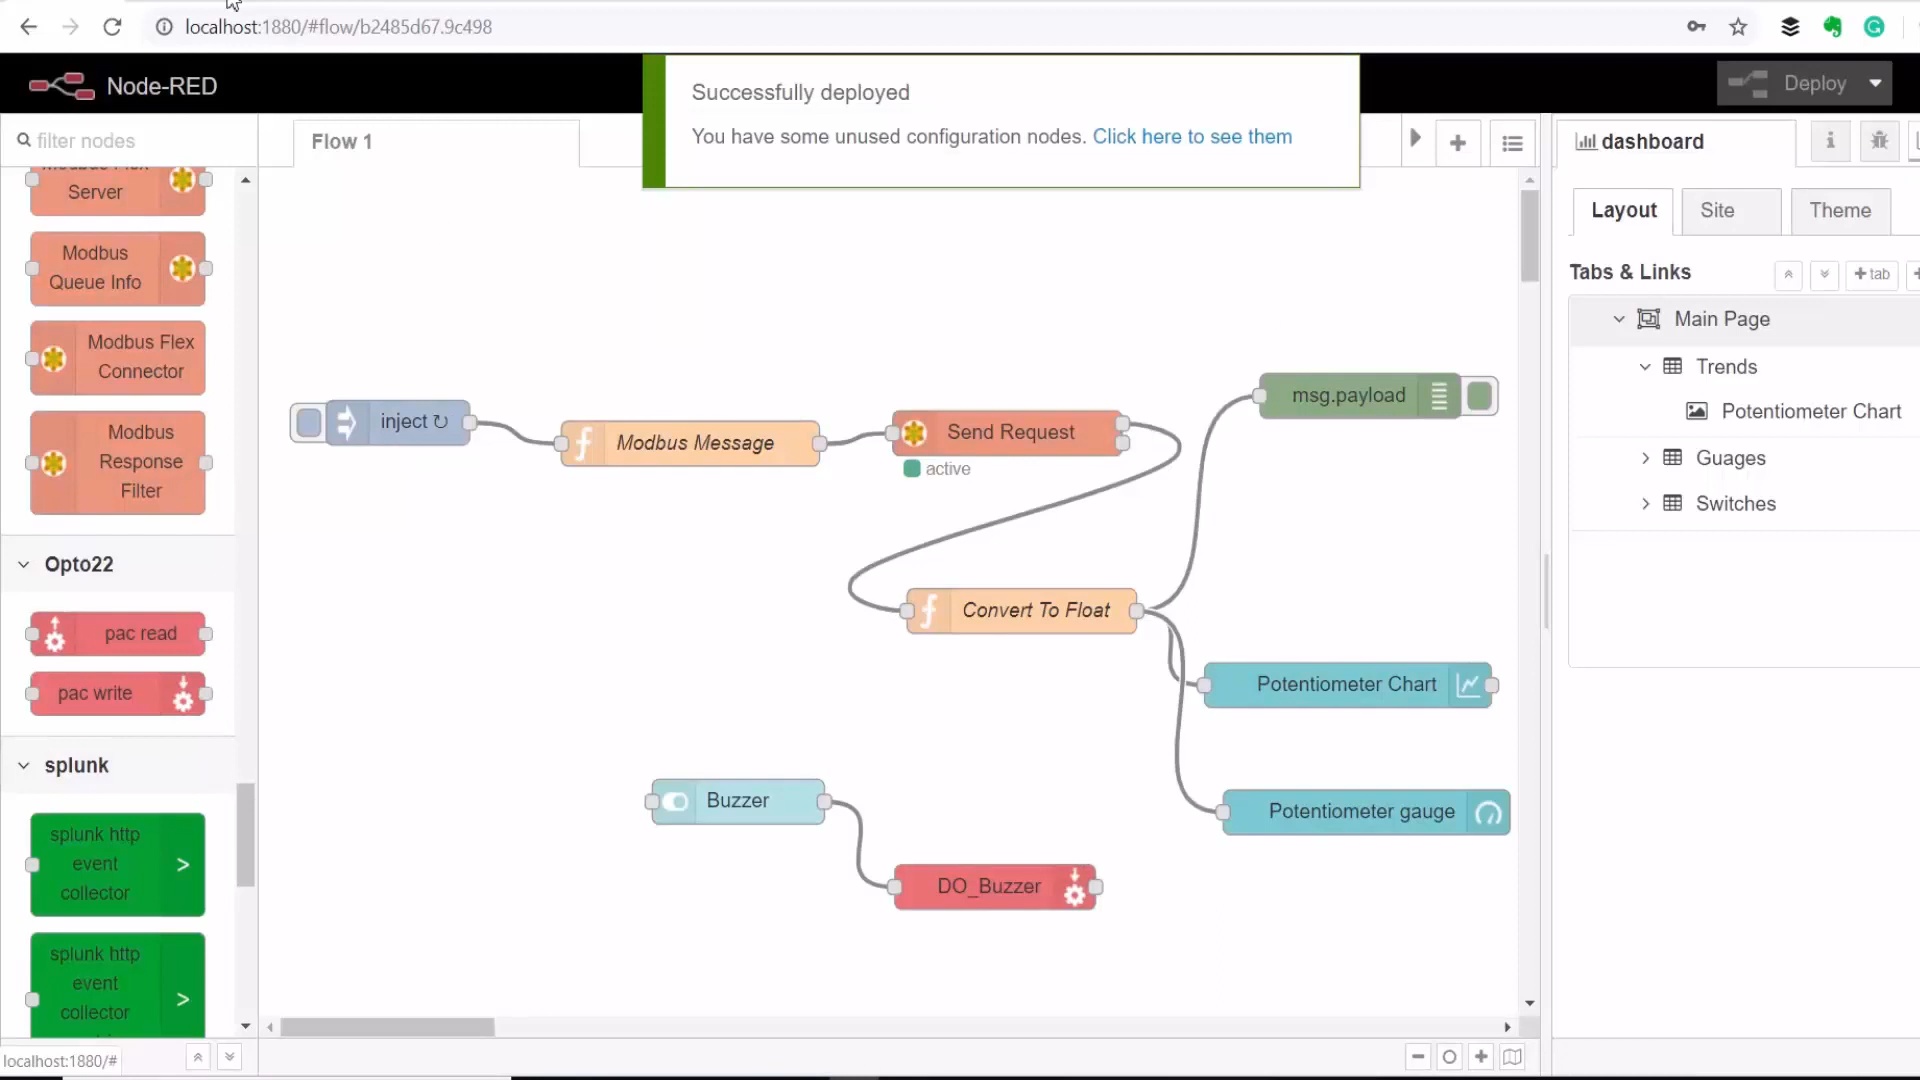 localhost:1880/#flow/b2485d67.9c498
Node-RED
Successfully deployed
You have some unused configuration nodes. Click here to see them
Deploy
filter nodes
Flow 1
dashboard
Modbus Flex
Server
Modbus
Queue Info
Modbus Flex
Connector
Modbus
Response
Filter
Opto22
pac read
pac write
splunk
splunk http
event
collector
splunk http
event
collector
inject ↻
Modbus Message
Send Request
active
msg.payload
Convert To Float
Potentiometer Chart
Potentiometer gauge
Buzzer
DO_Buzzer
Layout
Site
Theme
Tabs & Links
+ tab
Main Page
Trends
Potentiometer Chart
Guages
Switches
localhost:1880/#